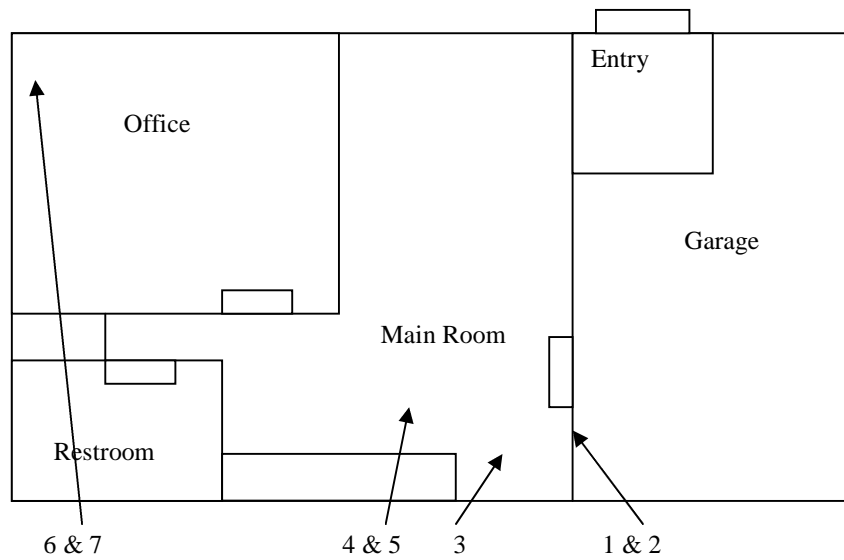 Entry
Office
Garage
Main Room
Restroom
6 & 7
4 & 5
3
1 & 2